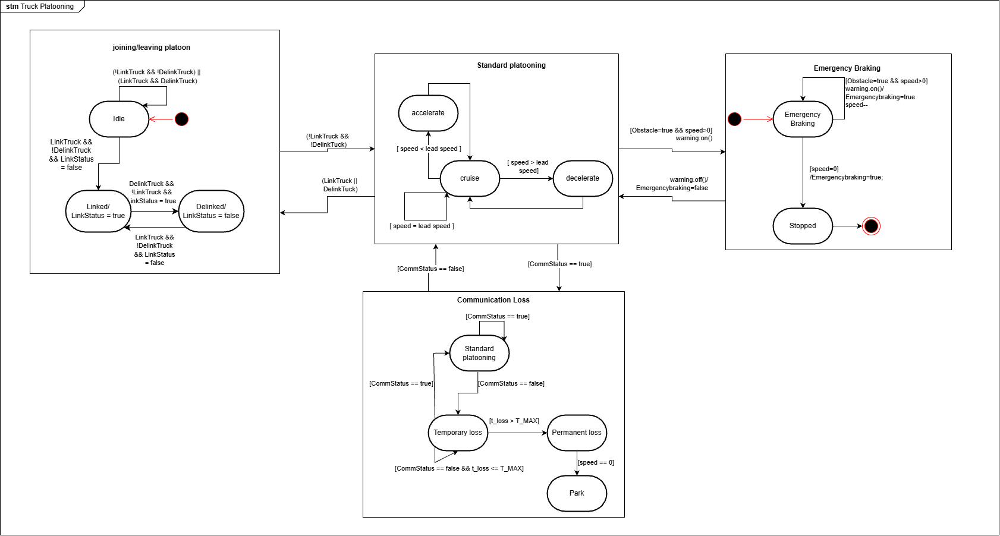 stm Truck Platooning
joining/leaving platoon
(!LinkTruck && !DelinkTruck) ||
(LinkTruck && DelinkTruck)
Idle
LinkTruck &&
!DelinkTruck
&& LinkStatus
= false
DelinkTruck &&
!LinkTruck &&
inkStatus = true
Linked/
LinkStatus = true
Delinked/
LinkStatus = false
LinkTruck &&
!DelinkTruck
&& LinkStatus
= false
(!LinkTruck &&
!DelinkTuck)
(LinkTruck ||
DelinkTuck)
Standard platooning
accelerate
[ speed < lead speed ]
cruise
[ speed > lead
speed]
decelerate
[ speed = lead speed ]
[Obstacle=true && speed>0]
warning.on()
warning.off()/
Emergencybraking=false
Emergency Braking
[Obstacle=true && speed>0]
warning.on()/
Emergencybraking=true
speed--
Emergency
Braking
[speed=0]
/Emergencybraking=true;
Stopped
[CommStatus == false]
[CommStatus == true]
Communication Loss
[CommStatus == true]
Standard
platooning
[CommStatus == true]
[CommStatus == false]
Temporary loss
[t_loss > T_MAX]
Permanent loss
[CommStatus == false && t_loss <= T_MAX]
[speed == 0]
Park